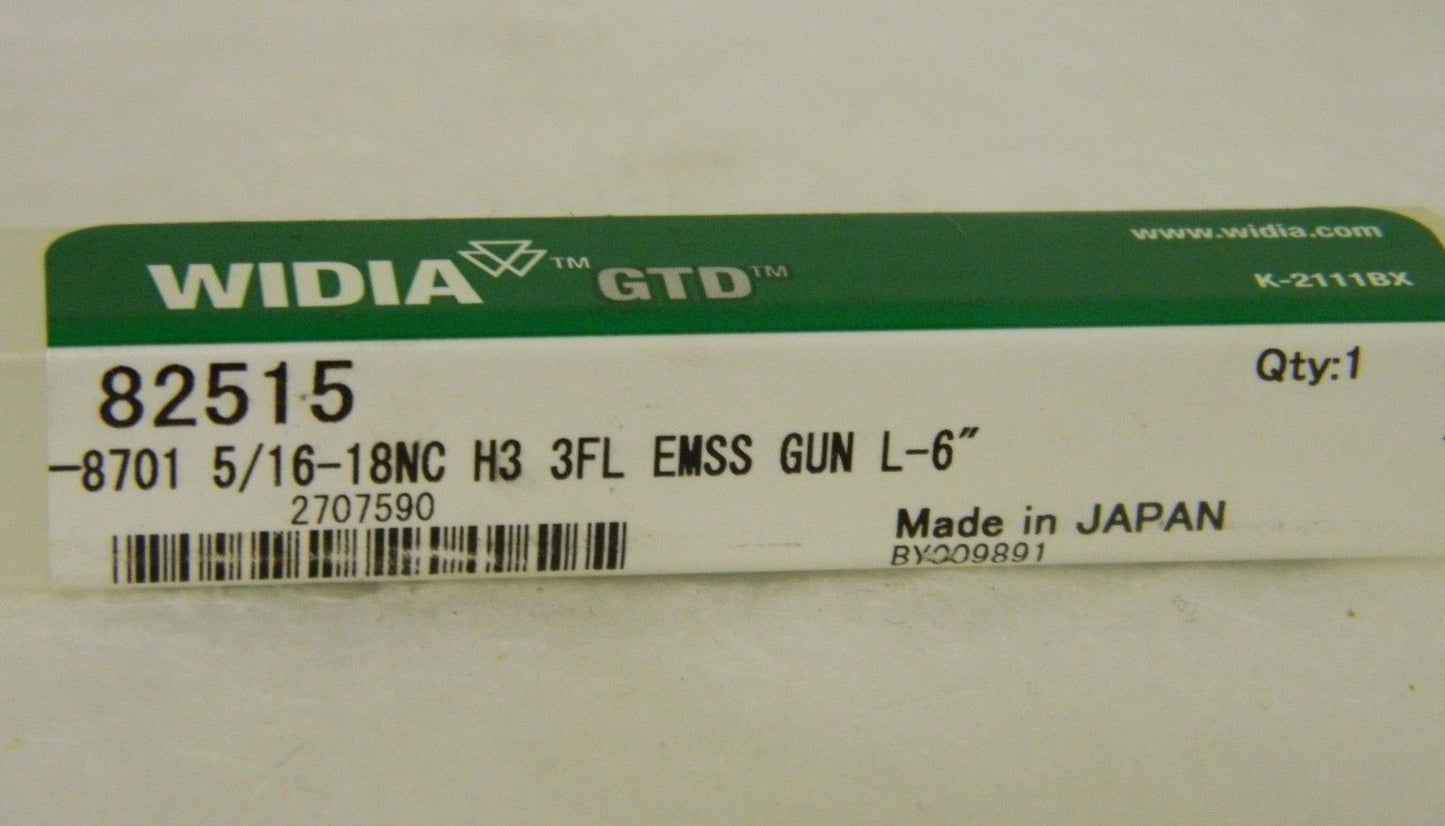 www.widia.com
WIDIA™ GTD™
K-2111BX
82515
Qty:1
-8701 5/16-18NC H3 3FL EMSS GUN L-6″
2707590
Made in JAPAN
BY009891